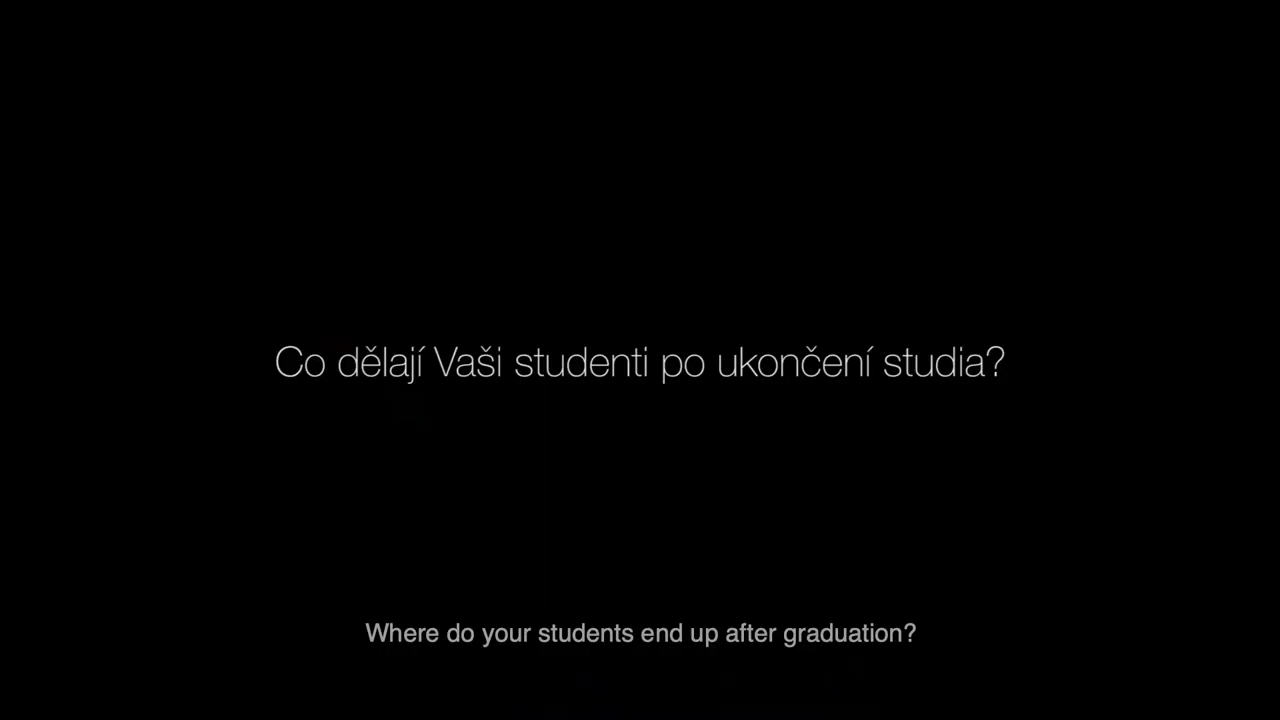 Co dělají Vaši studenti po ukončení studia?
Where do your students end up after graduation?